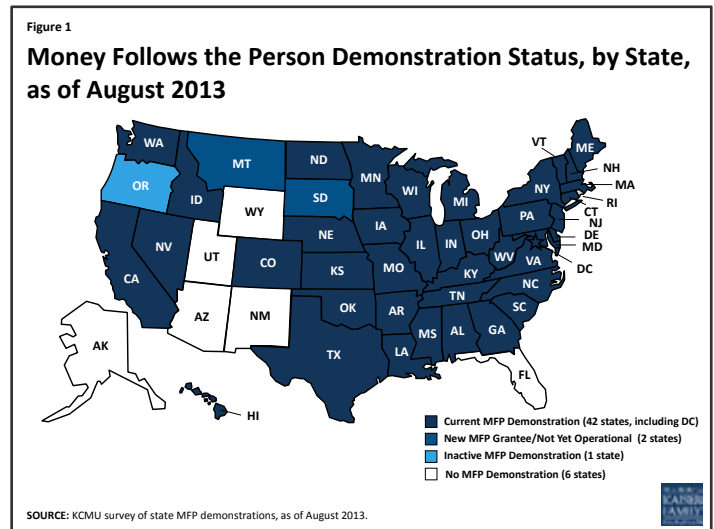 Figure 1
Money Follows the Person Demonstration Status, by State,
as of August 2013
WA
MT
ND
MN
VT
ME
OR
ID
SD
WI
MI
NY
NH
MA
RI
WY
CT
NJ
PA
NE
IA
DE
MD
NV
UT
CO
IL
IN
OH
WV
VA
DC
CA
KS
MO
KY
NC
TN
SC
AZ
NM
OK
AR
MS
AL
GA
AK
TX
LA
FL
HI
Current MFP Demonstration (42 states, including DC)
New MFP Grantee/Not Yet Operational (2 states)
Inactive MFP Demonstration (1 state)
No MFP Demonstration (6 states)
SOURCE: KCMU survey of state MFP demonstrations, as of August 2013.
KAISER
FAMILY